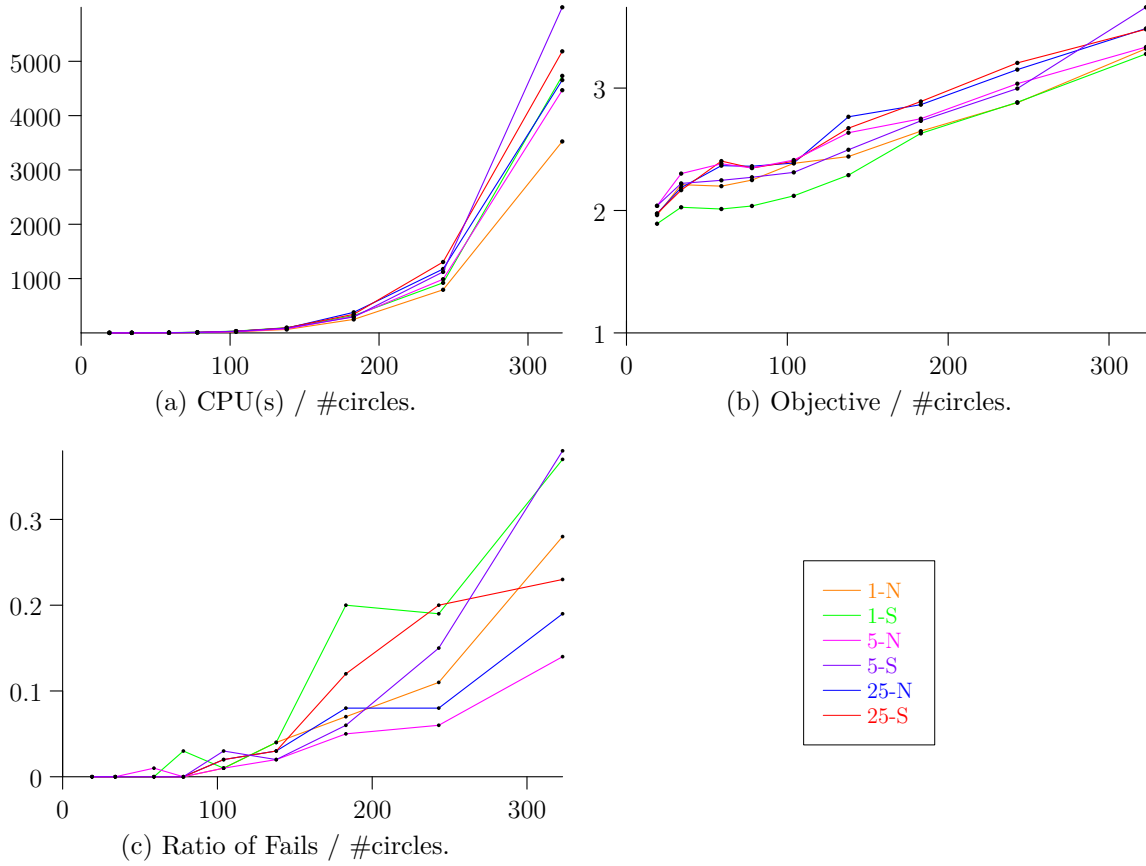 5000
4000
3000
2000
1000
100
200
300
0
(a) CPU(s) / #circles.
3
2
1
0
100
200
300
(b) Objective / #circles.
0.3
0.2
0.1
0
0
100
200
300
(c) Ratio of Fails / #circles.
1-N
1-S
5-N
5-S
25-N
25-S